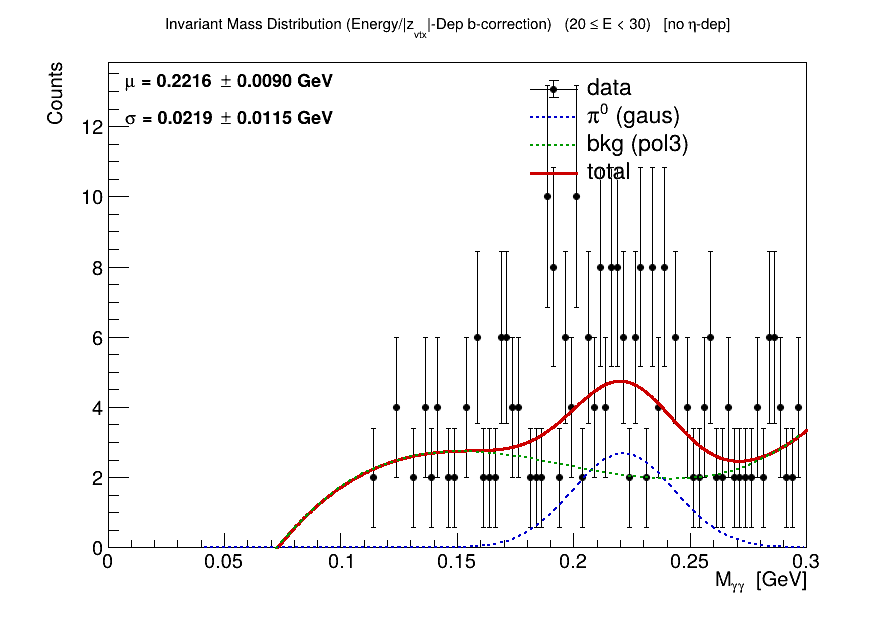 Invariant Mass Distribution (Energy/|z_vtx|-Dep b-correction) (20 ≤ E < 30) [no η-dep]
Counts
μ = 0.2216 ± 0.0090 GeV
σ = 0.0219 ± 0.0115 GeV
data
π⁰ (gaus)
bkg (pol3)
total
12
10
8
6
4
2
0
0 0.05 0.1 0.15 0.2 0.25 0.3
M_γγ [GeV]